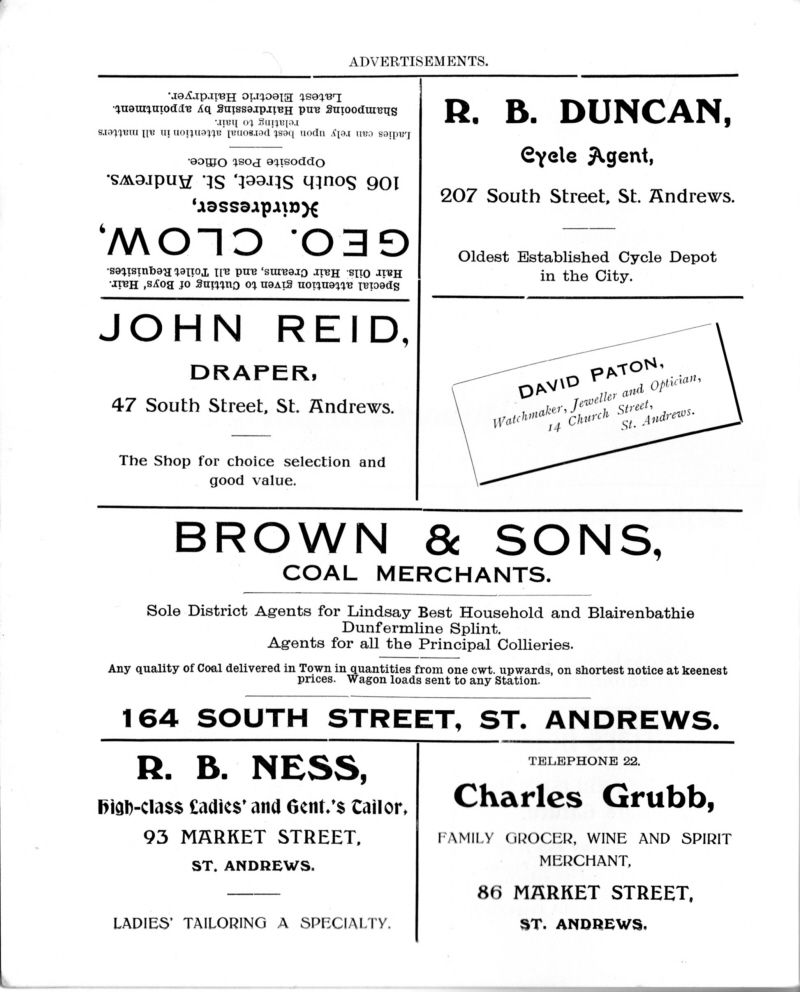 ADVERTISEMENTS.
Special attention given to Cutting of Boys' Hair.
Hair Oils. Hair Creams, and all Toilet Requisites.
GEO. CLOW,
Hairdresser,
106 South Street, St. Andrews.
Opposite Post Office.
Ladies can rely upon best personal attention in all matters
relating to hair.
Shampooing and Hairdressing by appointment.
Latest Electric Hairdryer.
R. B. DUNCAN,
Cycle Agent,
207 South Street, St. Andrews.
Oldest Established Cycle Depot
in the City.
JOHN REID,
DRAPER,
47 South Street, St. Andrews.
The Shop for choice selection and
good value.
DAVID PATON,
Watchmaker, Jeweller and Optician,
14 Church Street,
St. Andrews.
BROWN & SONS,
COAL MERCHANTS.
Sole District Agents for Lindsay Best Household and Blairenbathie
Dunfermline Splint.
Agents for all the Principal Collieries.
Any quality of Coal delivered in Town in quantities from one cwt. upwards, on shortest notice at keenest
prices. Wagon loads sent to any Station.
164 SOUTH STREET, ST. ANDREWS.
R. B. NESS,
High-class Ladies' and Gent.'s Tailor,
93 MARKET STREET,
ST. ANDREWS.
LADIES' TAILORING A SPECIALTY.
TELEPHONE 22.
Charles Grubb,
FAMILY GROCER, WINE AND SPIRIT
MERCHANT,
86 MARKET STREET,
ST. ANDREWS.